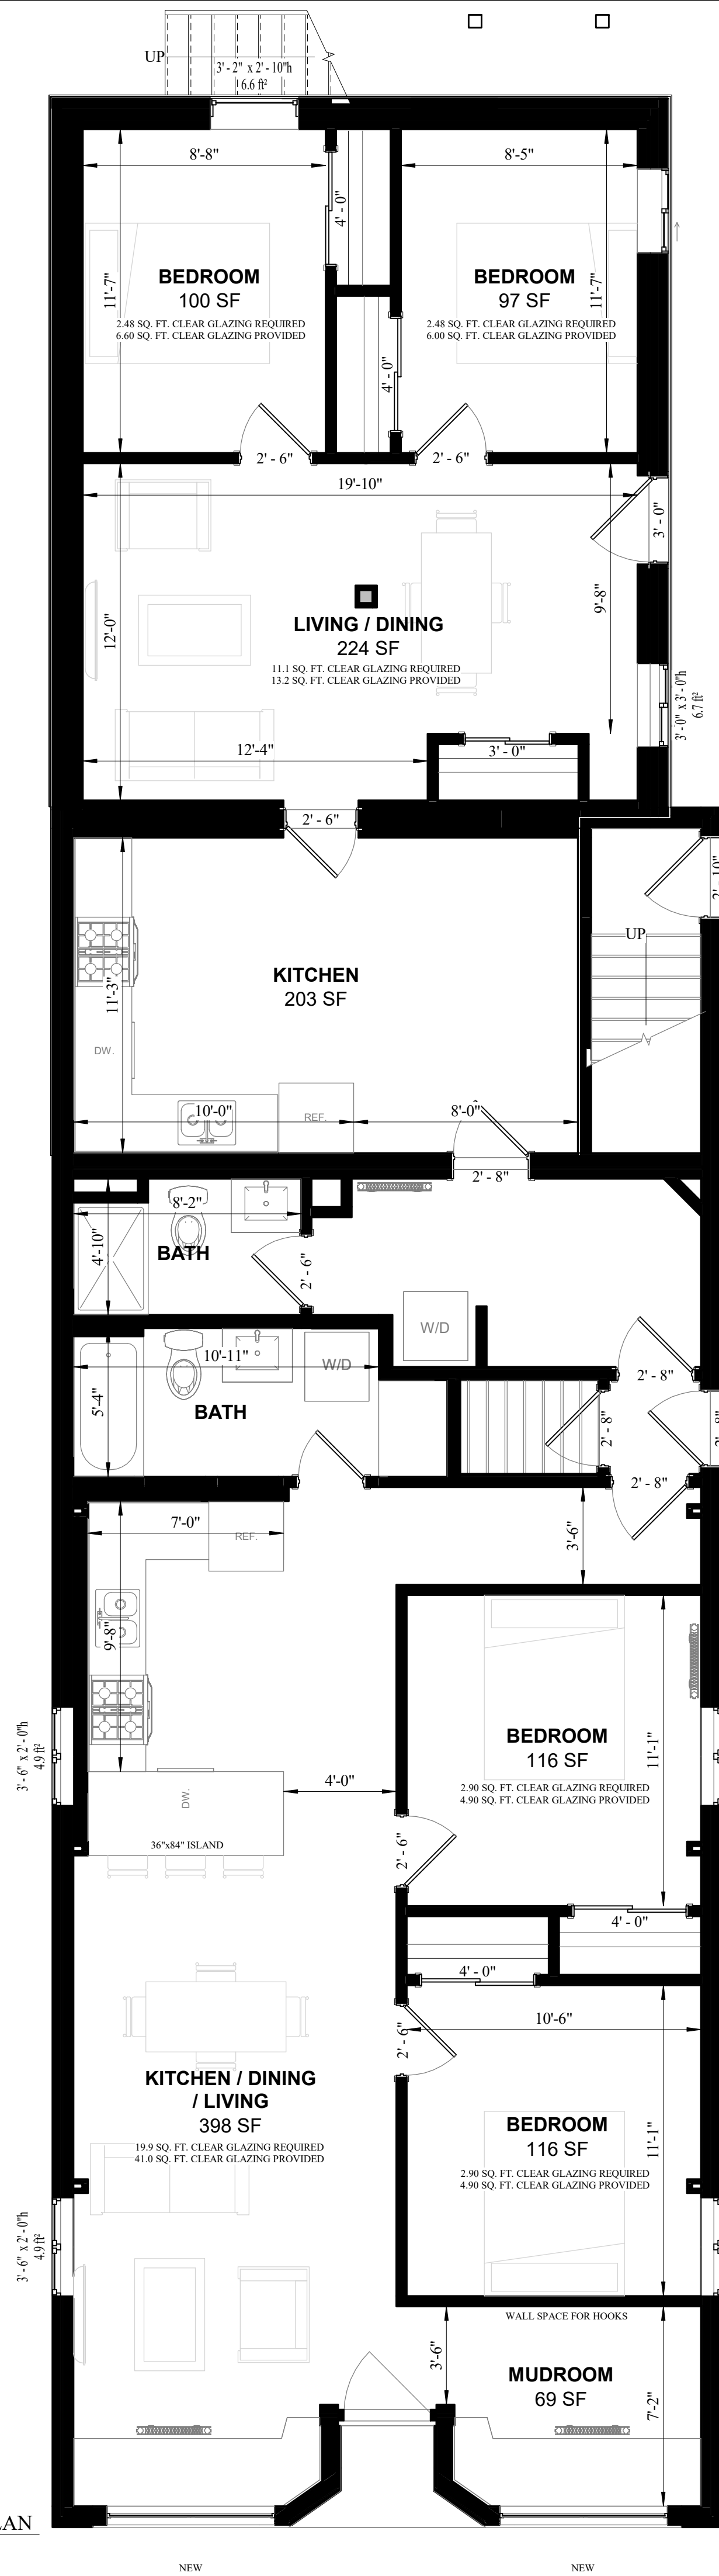 UP
3' - 2" x 2' - 10"h
6.6 ft²
8'-8"
8'-5"
4' - 0"
11'-7"
BEDROOM
100 SF
2.48 SQ. FT. CLEAR GLAZING REQUIRED
6.60 SQ. FT. CLEAR GLAZING PROVIDED
BEDROOM
97 SF
2.48 SQ. FT. CLEAR GLAZING REQUIRED
6.00 SQ. FT. CLEAR GLAZING PROVIDED
11'-7"
4' - 0"
2' - 6"
2' - 6"
19'-10"
3' - 0"
12'-0"
9'-8"
LIVING / DINING
224 SF
11.1 SQ. FT. CLEAR GLAZING REQUIRED
13.2 SQ. FT. CLEAR GLAZING PROVIDED
3' - 0" x 3' - 0"h
6.7 ft²
12'-4"
3' - 0"
2' - 6"
2' - 10"
UP
KITCHEN
203 SF
11'-3"
DW.
10'-0"
REF.
8'-0"
2' - 8"
8'-2"
4'-10"
BATH
2' - 6"
W/D
10'-11"
W/D
5'-4"
BATH
2' - 8"
2' - 8"
2' - 8"
2' - 8"
7'-0"
REF.
3'-6"
9'-8"
3' - 6" x 2' - 0"h
4.9 ft²
BEDROOM
116 SF
2.90 SQ. FT. CLEAR GLAZING REQUIRED
4.90 SQ. FT. CLEAR GLAZING PROVIDED
11'-1"
4'-0"
DW.
36"x84" ISLAND
2' - 6"
4' - 0"
4' - 0"
10'-6"
2' - 6"
KITCHEN / DINING
/ LIVING
398 SF
19.9 SQ. FT. CLEAR GLAZING REQUIRED
41.0 SQ. FT. CLEAR GLAZING PROVIDED
BEDROOM
116 SF
2.90 SQ. FT. CLEAR GLAZING REQUIRED
4.90 SQ. FT. CLEAR GLAZING PROVIDED
11'-1"
3' - 6" x 2' - 0"h
4.9 ft²
WALL SPACE FOR HOOKS
3'-6"
MUDROOM
69 SF
7'-2"
LAN
NEW
NEW